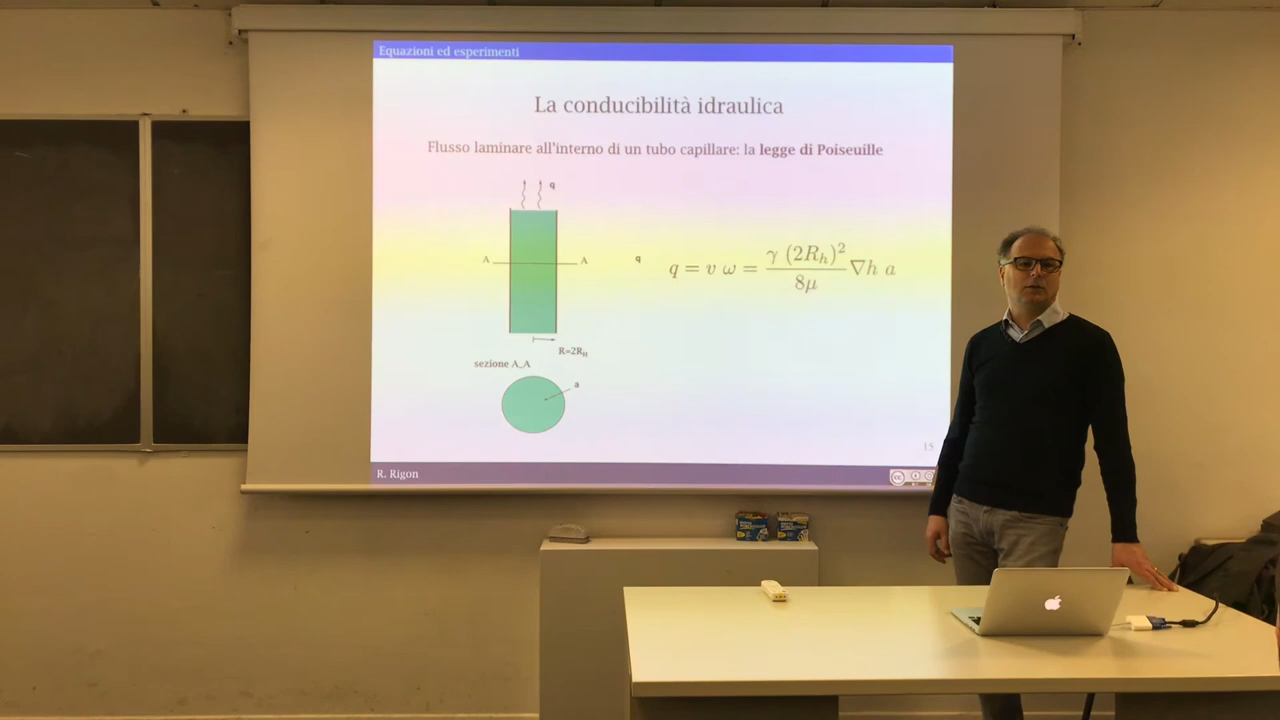 Equazioni ed esperimenti
La conducibilità idraulica
Flusso laminare all'interno di un tubo capillare: la legge di Poiseuille
q
A A
q
q = v ω = γ (2R_h)² / 8μ ∇h a
R=2R_H
sezione A_A
a
15
R. Rigon
cc